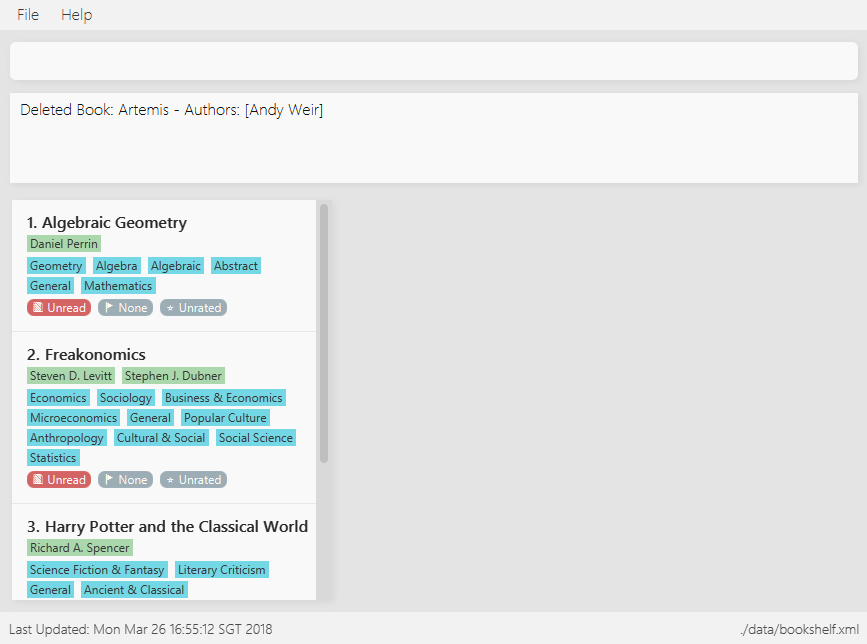 File Help
Deleted Book: Artemis - Authors: [Andy Weir]
1. Algebraic Geometry
Daniel Perrin
Geometry Algebra Algebraic Abstract
General Mathematics
Unread None Unrated
2. Freakonomics
Steven D. Levitt Stephen J. Dubner
Economics Sociology Business & Economics
Microeconomics General Popular Culture
Anthropology Cultural & Social Social Science
Statistics
Unread None Unrated
3. Harry Potter and the Classical World
Richard A. Spencer
Science Fiction & Fantasy Literary Criticism
General Ancient & Classical
Last Updated: Mon Mar 26 16:55:12 SGT 2018 ./data/bookshelf.xml